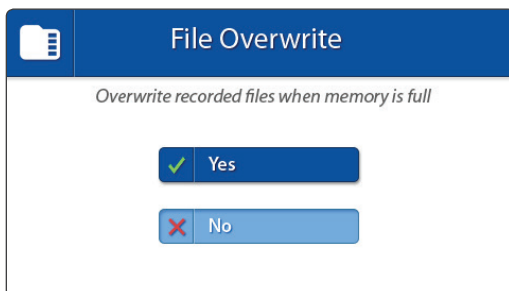 File Overwrite
Overwrite recorded files when memory is full
Yes
No